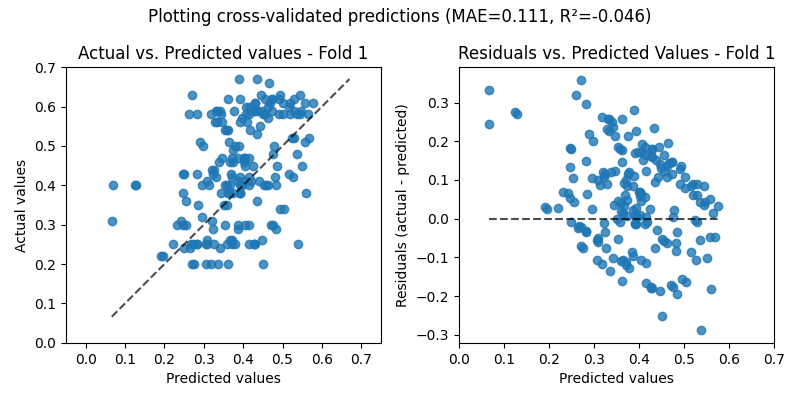 Plotting cross-validated predictions (MAE=0.111, R²=-0.046)
Actual vs. Predicted values - Fold 1
Actual values
0.7
0.6
0.5
0.4
0.3
0.2
0.1
0.0
0.0 0.1 0.2 0.3 0.4 0.5 0.6 0.7
Predicted values
Residuals vs. Predicted Values - Fold 1
Residuals (actual - predicted)
0.3
0.2
0.1
0.0
−0.1
−0.2
−0.3
0.0 0.1 0.2 0.3 0.4 0.5 0.6 0.7
Predicted values